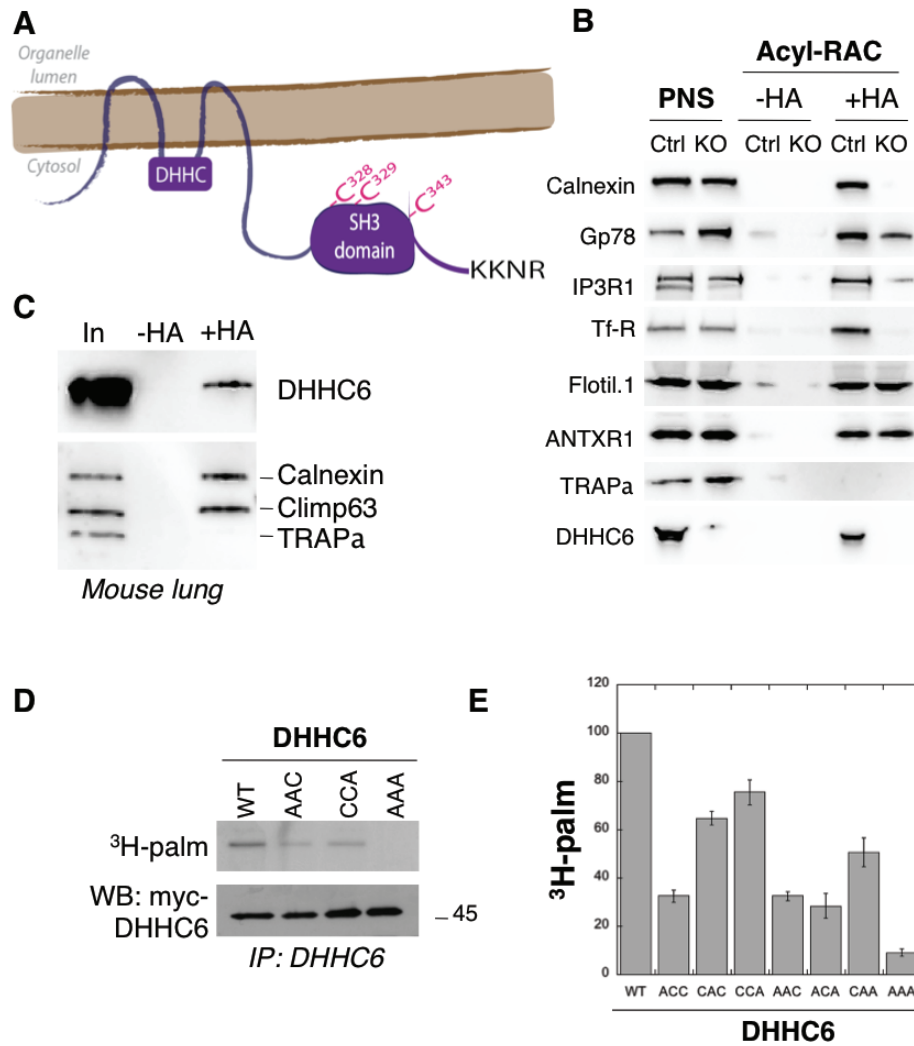 A
Organelle
lumen
Cytosol
DHHC
-C328
-C329
-C343
SH3
domain
KKNR
B
Acyl-RAC
PNS -HA +HA
Ctrl KO Ctrl KO Ctrl KO
Calnexin
Gp78
IP3R1
Tf-R
Flotil.1
ANTXR1
TRAPa
DHHC6
C
In -HA +HA
DHHC6
Calnexin
Climp63
TRAPa
Mouse lung
D
DHHC6
WT AAC CCA AAA
3H-palm
WB: myc-
DHHC6
45
IP: DHHC6
E
3H-palm
120
100
80
60
40
20
0
WT ACC CAC CCA AAC ACA CAA AAA
DHHC6